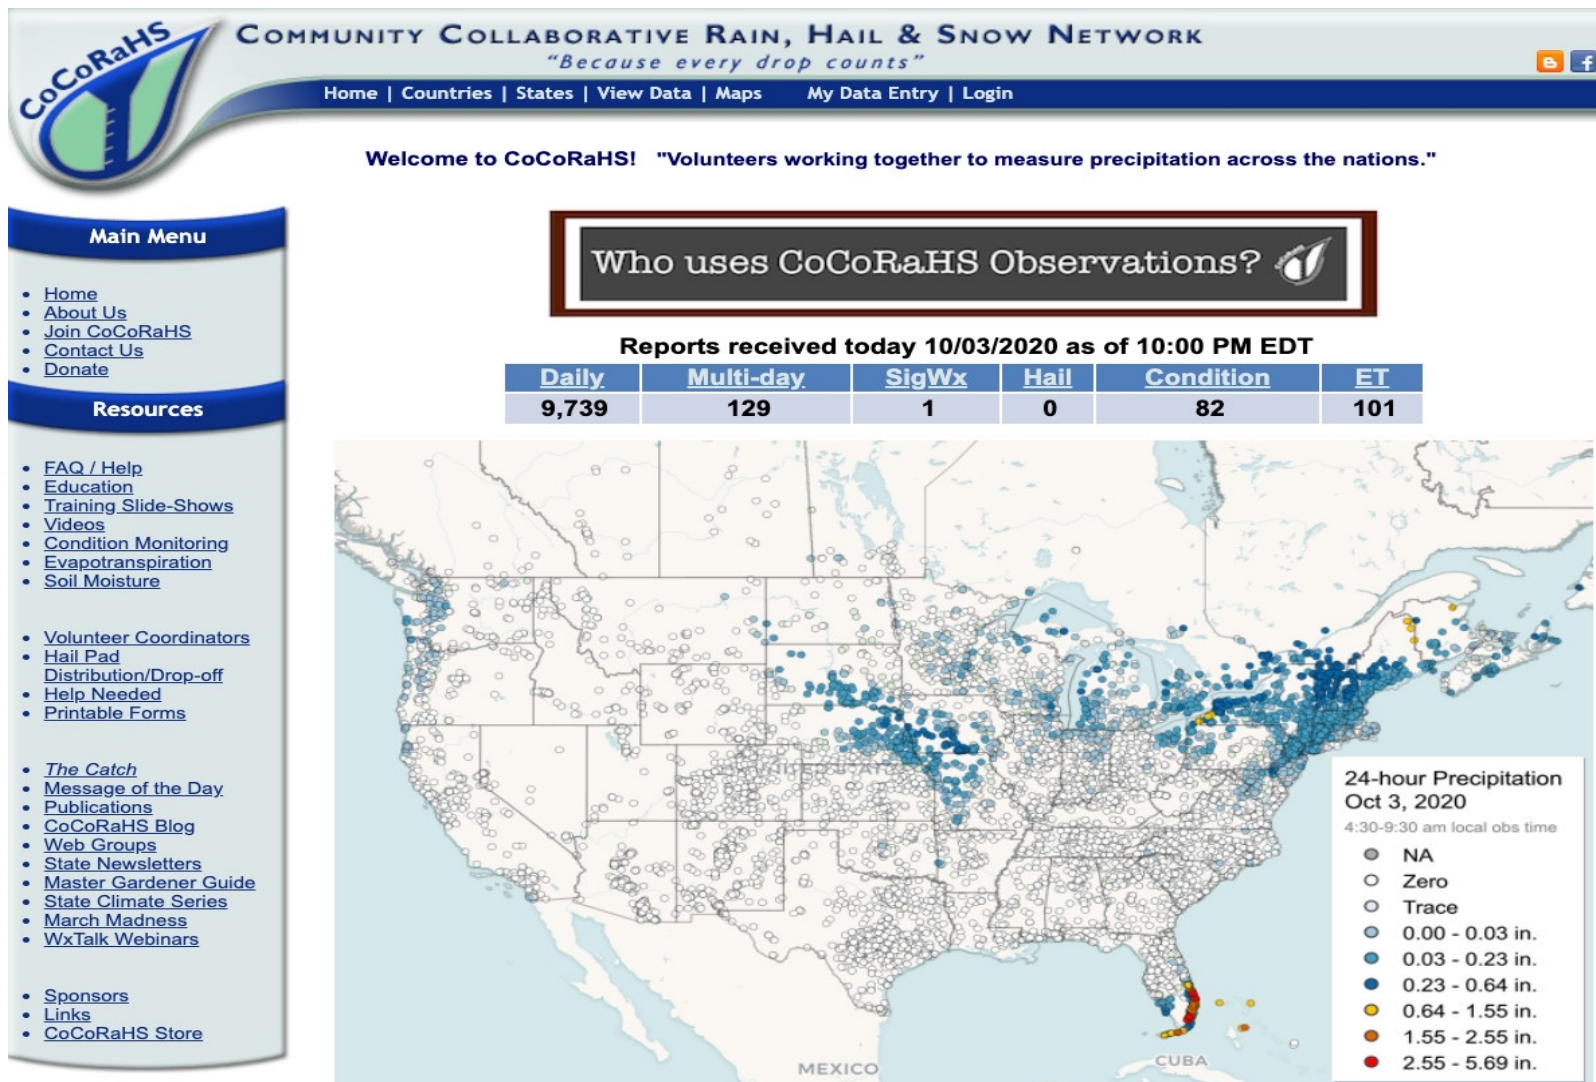 CoCoRaHS
COMMUNITY COLLABORATIVE RAIN, HAIL & SNOW NETWORK
"Because every drop counts"
Home | Countries | States | View Data | Maps My Data Entry | Login
Welcome to CoCoRaHS! "Volunteers working together to measure precipitation across the nations."
Main Menu
Home
About Us
Join CoCoRaHS
Contact Us
Donate
Resources
FAQ / Help
Education
Training Slide-Shows
Videos
Condition Monitoring
Evapotranspiration
Soil Moisture
Volunteer Coordinators
Hail Pad
Distribution/Drop-off
Help Needed
Printable Forms
The Catch
Message of the Day
Publications
CoCoRaHS Blog
Web Groups
State Newsletters
Master Gardener Guide
State Climate Series
March Madness
WxTalk Webinars
Sponsors
Links
CoCoRaHS Store
Who uses CoCoRaHS Observations?
Reports received today 10/03/2020 as of 10:00 PM EDT
Daily Multi-day SigWx Hail Condition ET
9,739 129 1 0 82 101
24-hour Precipitation
Oct 3, 2020
4:30-9:30 am local obs time
NA
Zero
Trace
0.00 - 0.03 in.
0.03 - 0.23 in.
0.23 - 0.64 in.
0.64 - 1.55 in.
1.55 - 2.55 in.
2.55 - 5.69 in.
MEXICO
CUBA